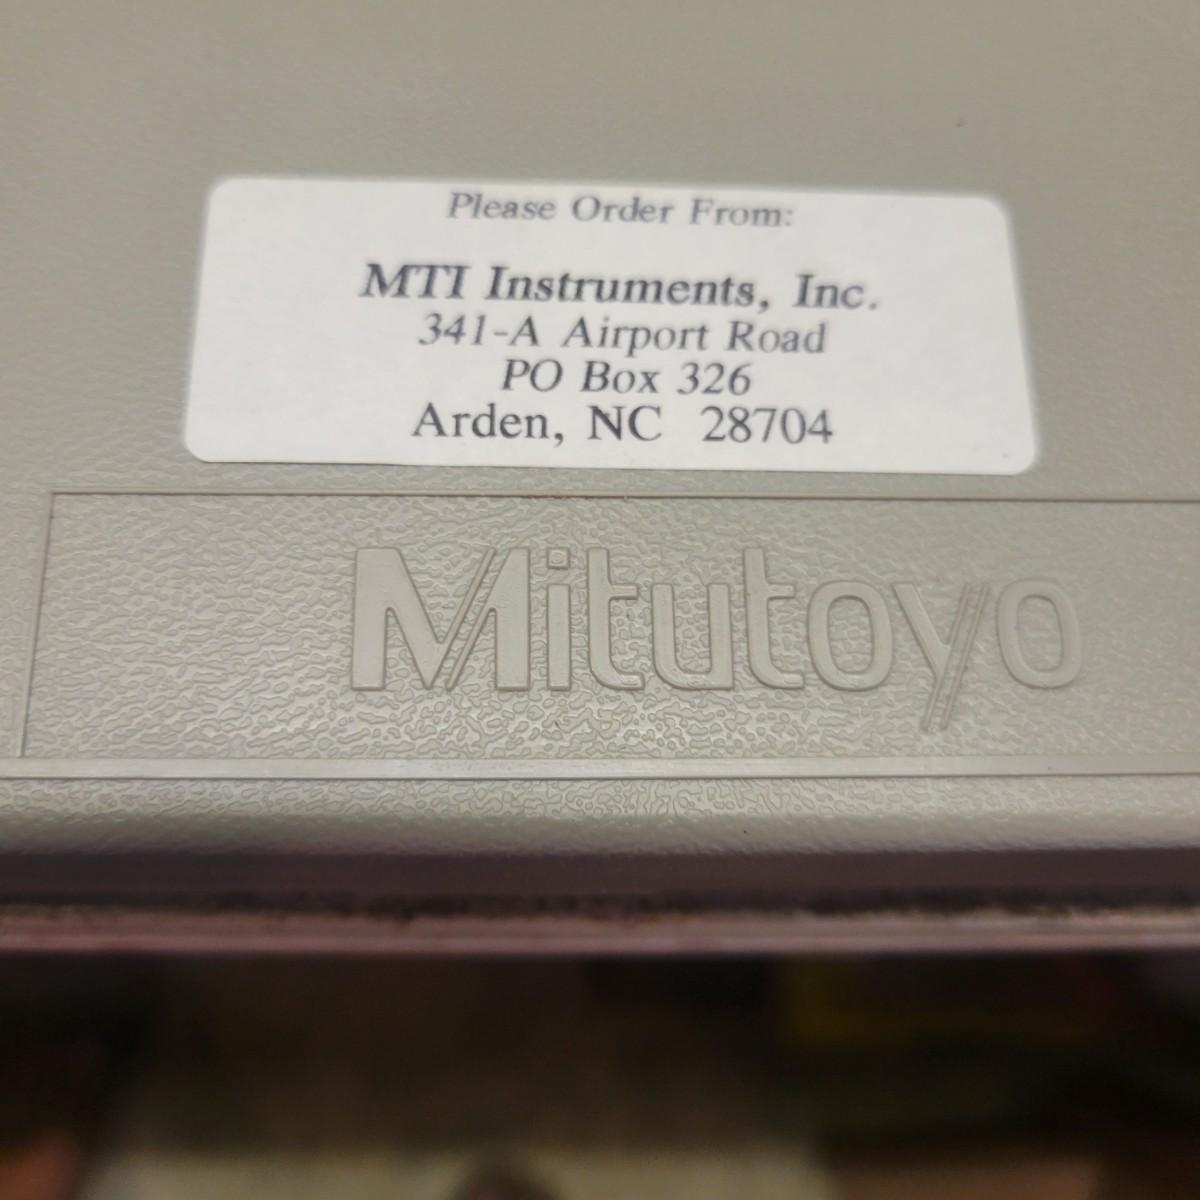 Please Order From:
MTI Instruments, Inc.
341-A Airport Road
PO Box 326
Arden, NC 28704
Mitutoyo